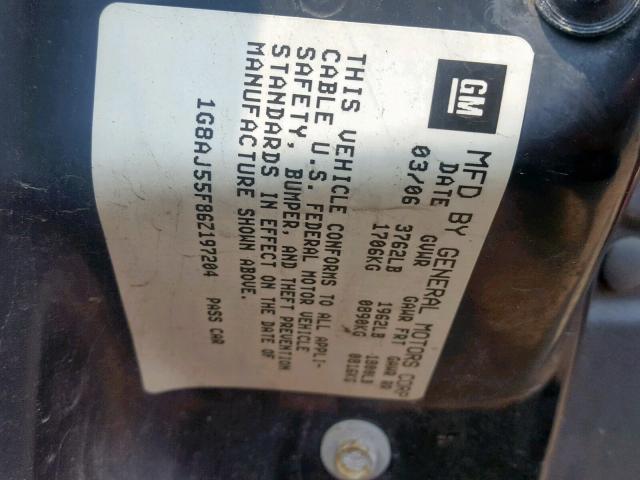 GM
MFD BY GENERAL MOTORS CORP
DATE GVWR GAWR FRT GAWR RR
03/06 3762LB 1962LB 1800LB
1706KG 0890KG 0816KG
THIS VEHICLE CONFORMS TO ALL APPLI-
CABLE U.S. FEDERAL MOTOR VEHICLE
SAFETY, BUMPER, AND THEFT PREVENTION
STANDARDS IN EFFECT ON THE DATE OF
MANUFACTURE SHOWN ABOVE.
1G8AJ55F86Z197204 PASS CAR